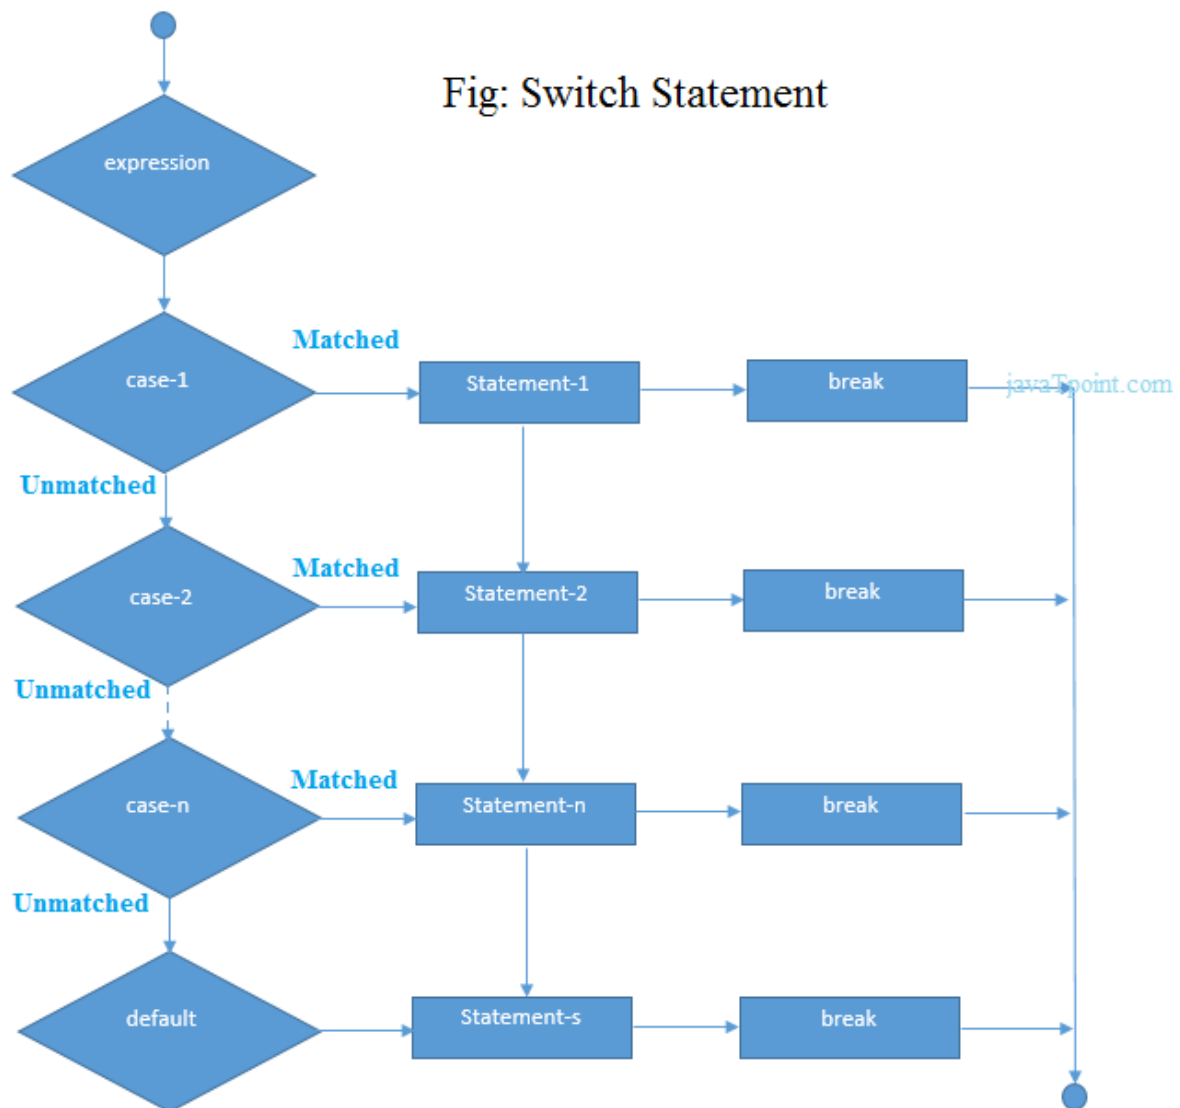 Fig: Switch Statement
expression
case-1
Matched
Statement-1
break
javaTpoint.com
Unmatched
case-2
Matched
Statement-2
break
Unmatched
case-n
Matched
Statement-n
break
Unmatched
default
Statement-s
break